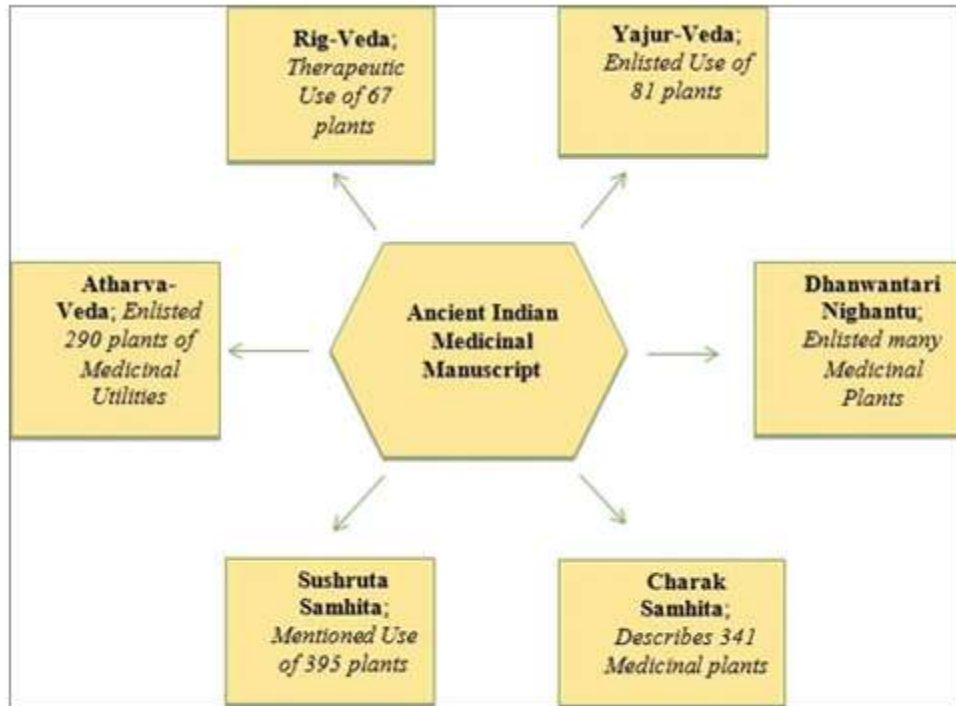 Rig-Veda;
Therapeutic
Use of 67
plants
Yajur-Veda;
Enlisted Use of
81 plants
Atharva-
Veda; Enlisted
290 plants of
Medicinal
Utilities
Ancient Indian
Medicinal
Manuscript
Dhanwantari
Nighantu;
Enlisted many
Medicinal
Plants
Sushruta
Samhita;
Mentioned Use
of 395 plants
Charak
Samhita;
Describes 341
Medicinal plants